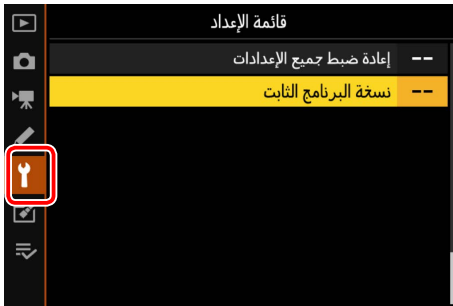 قائمة الإعداد
إعادة ضبط جميع الإعدادات --
نسخة البرنامج الثابت --